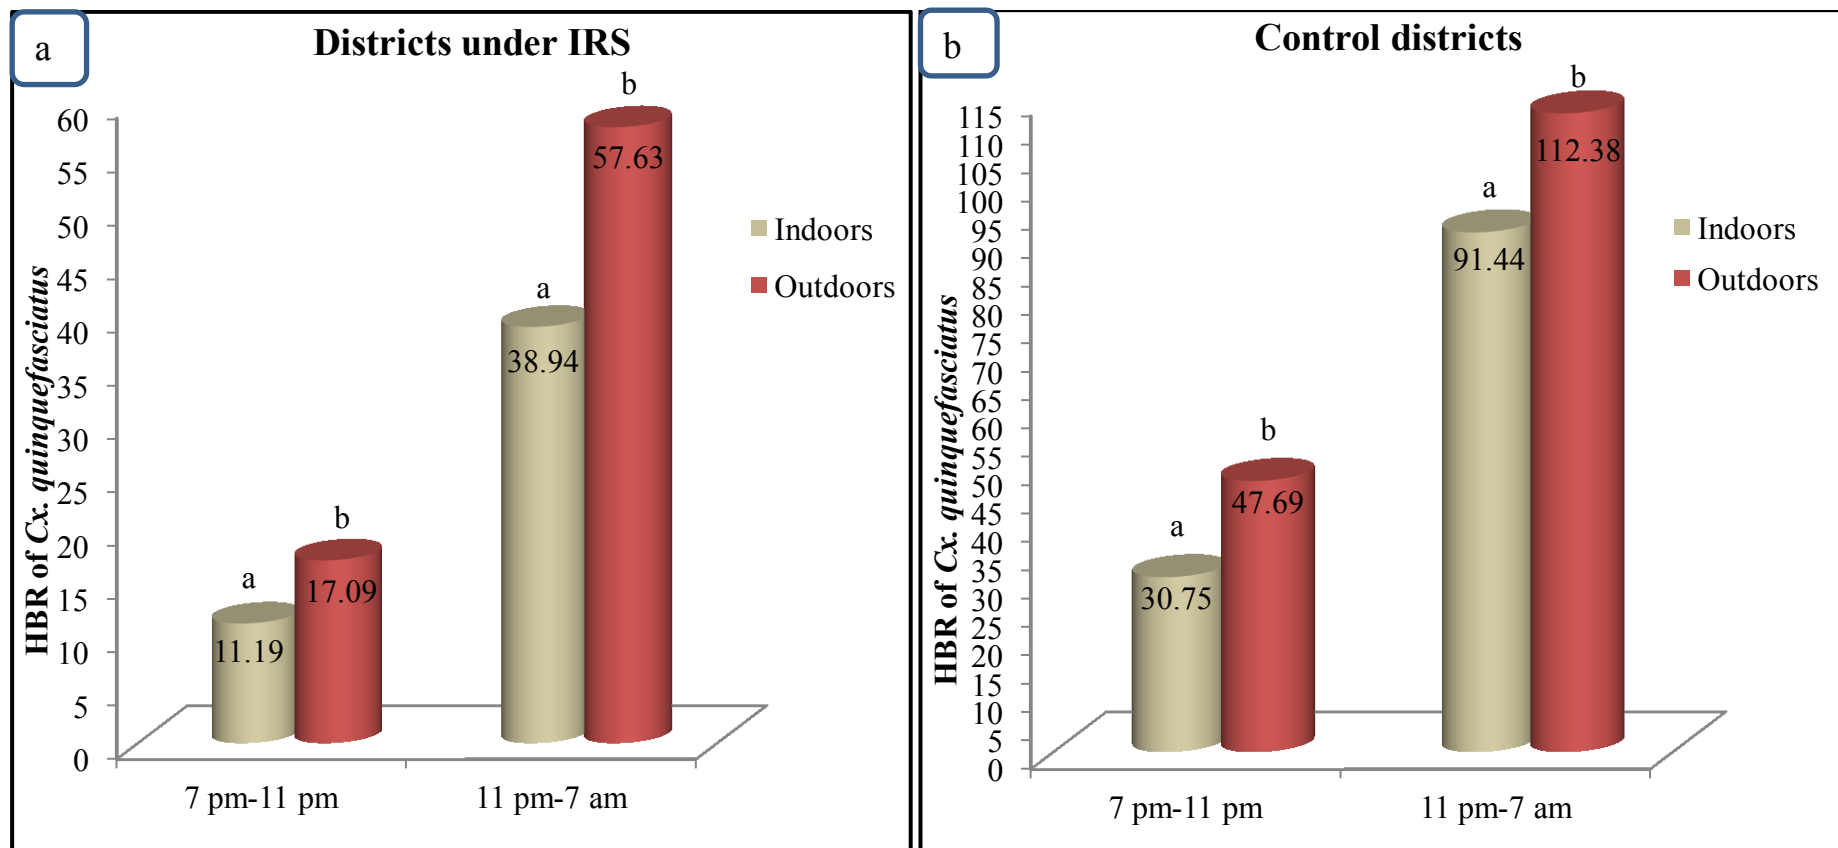 a
Districts under IRS
HBR of Cx. quinquefasciatus
60
55
50
45
40
35
30
25
20
15
10
5
0
a
11.19
b
17.09
a
38.94
b
57.63
7 pm-11 pm
11 pm-7 am
Indoors
Outdoors
b
Control districts
HBR of Cx. quinquefasciatus
115
110
105
100
95
90
85
80
75
70
65
60
55
50
45
40
35
30
25
20
15
10
5
0
a
30.75
b
47.69
a
91.44
b
112.38
7 pm-11 pm
11 pm-7 am
Indoors
Outdoors